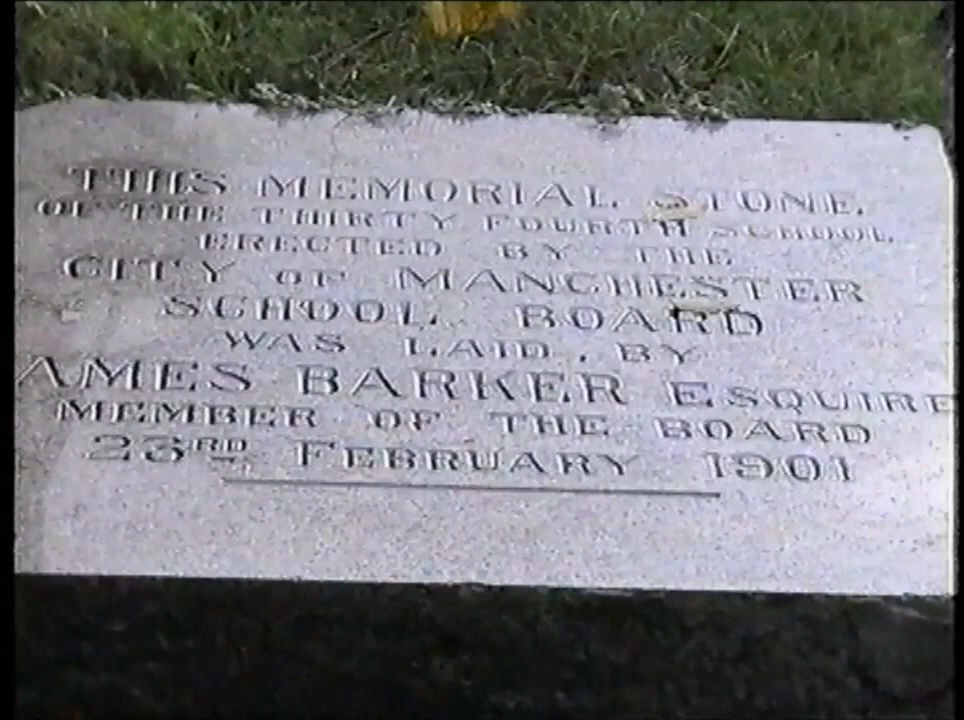 THIS MEMORIAL STONE
OF THE THIRTY FOURTH SCHOOL
ERECTED BY THE
CITY OF MANCHESTER
SCHOOL BOARD
WAS LAID BY
AMES BARKER ESQUIRE
MEMBER OF THE BOARD
23RD FEBRUARY 1901